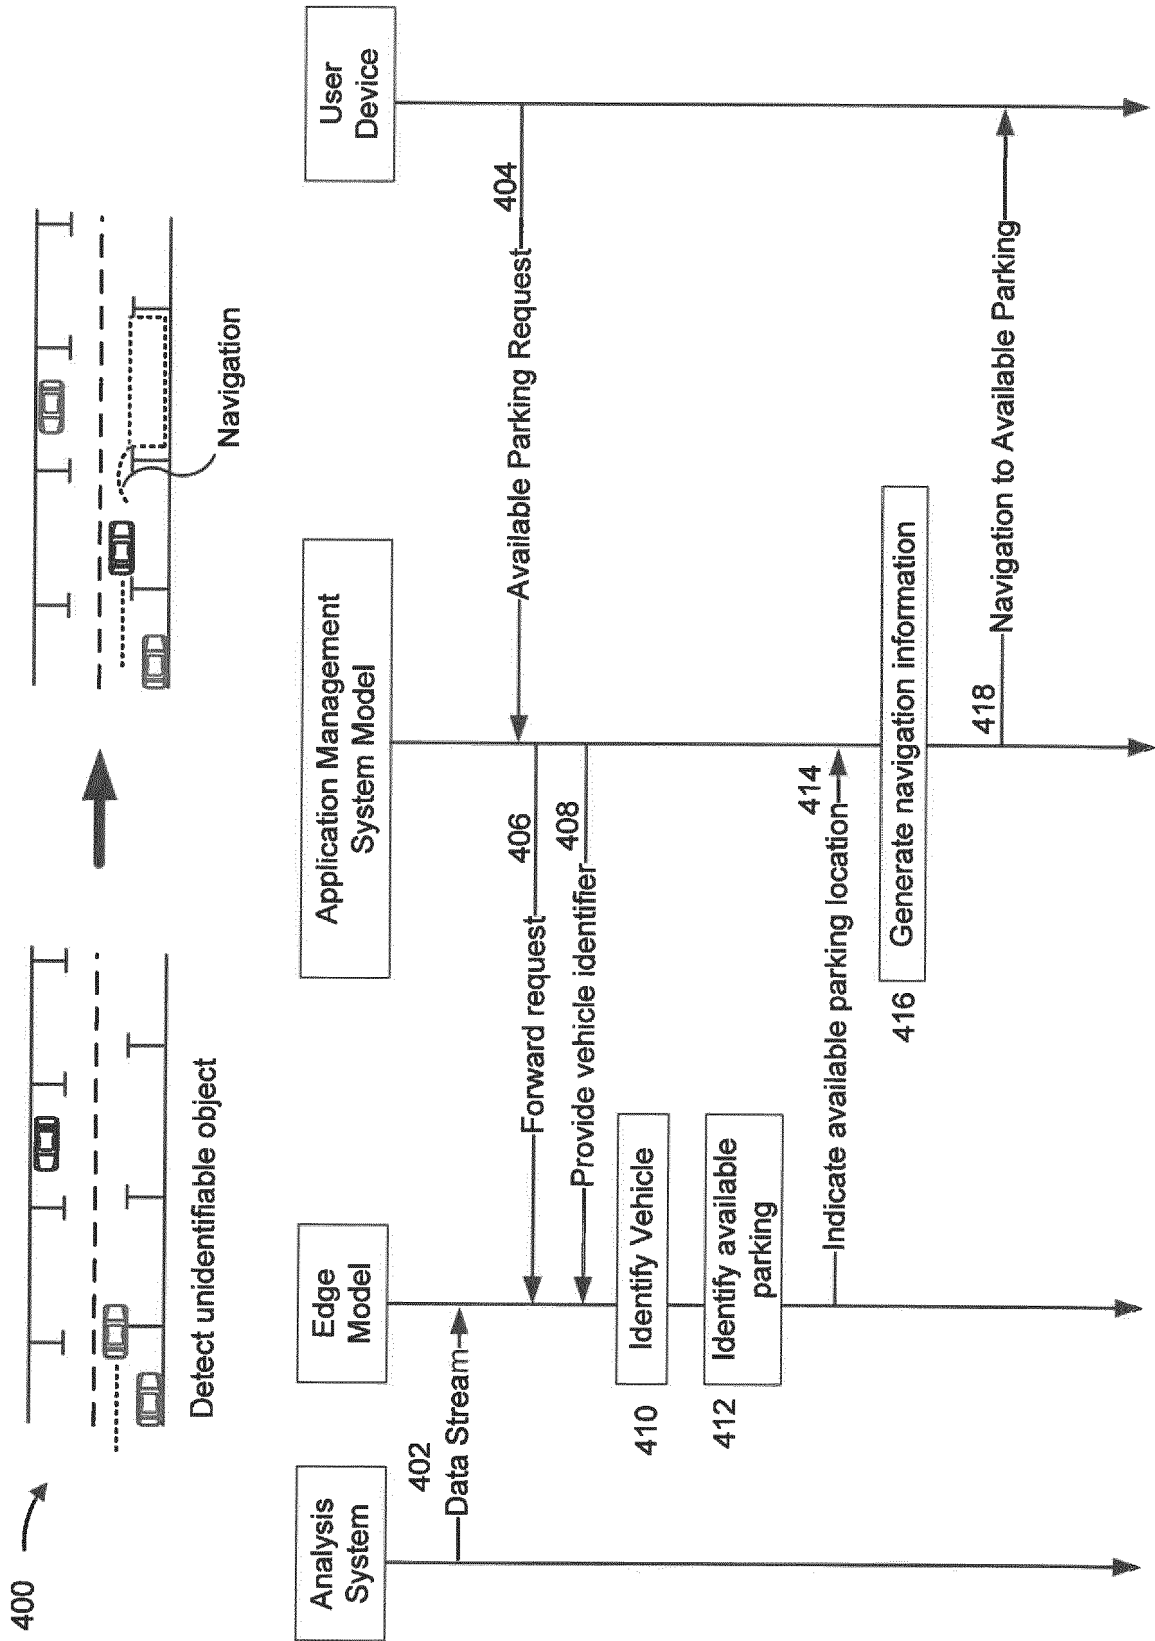 400
Detect unidentifiable object
Navigation
Analysis
System
Edge
Model
Application Management
System Model
User
Device
402
Data Stream
404
Available Parking Request
406
Forward request
408
Provide vehicle identifier
410
Identify Vehicle
412
Identify available
parking
414
Indicate available parking location
416
Generate navigation information
418
Navigation to Available Parking